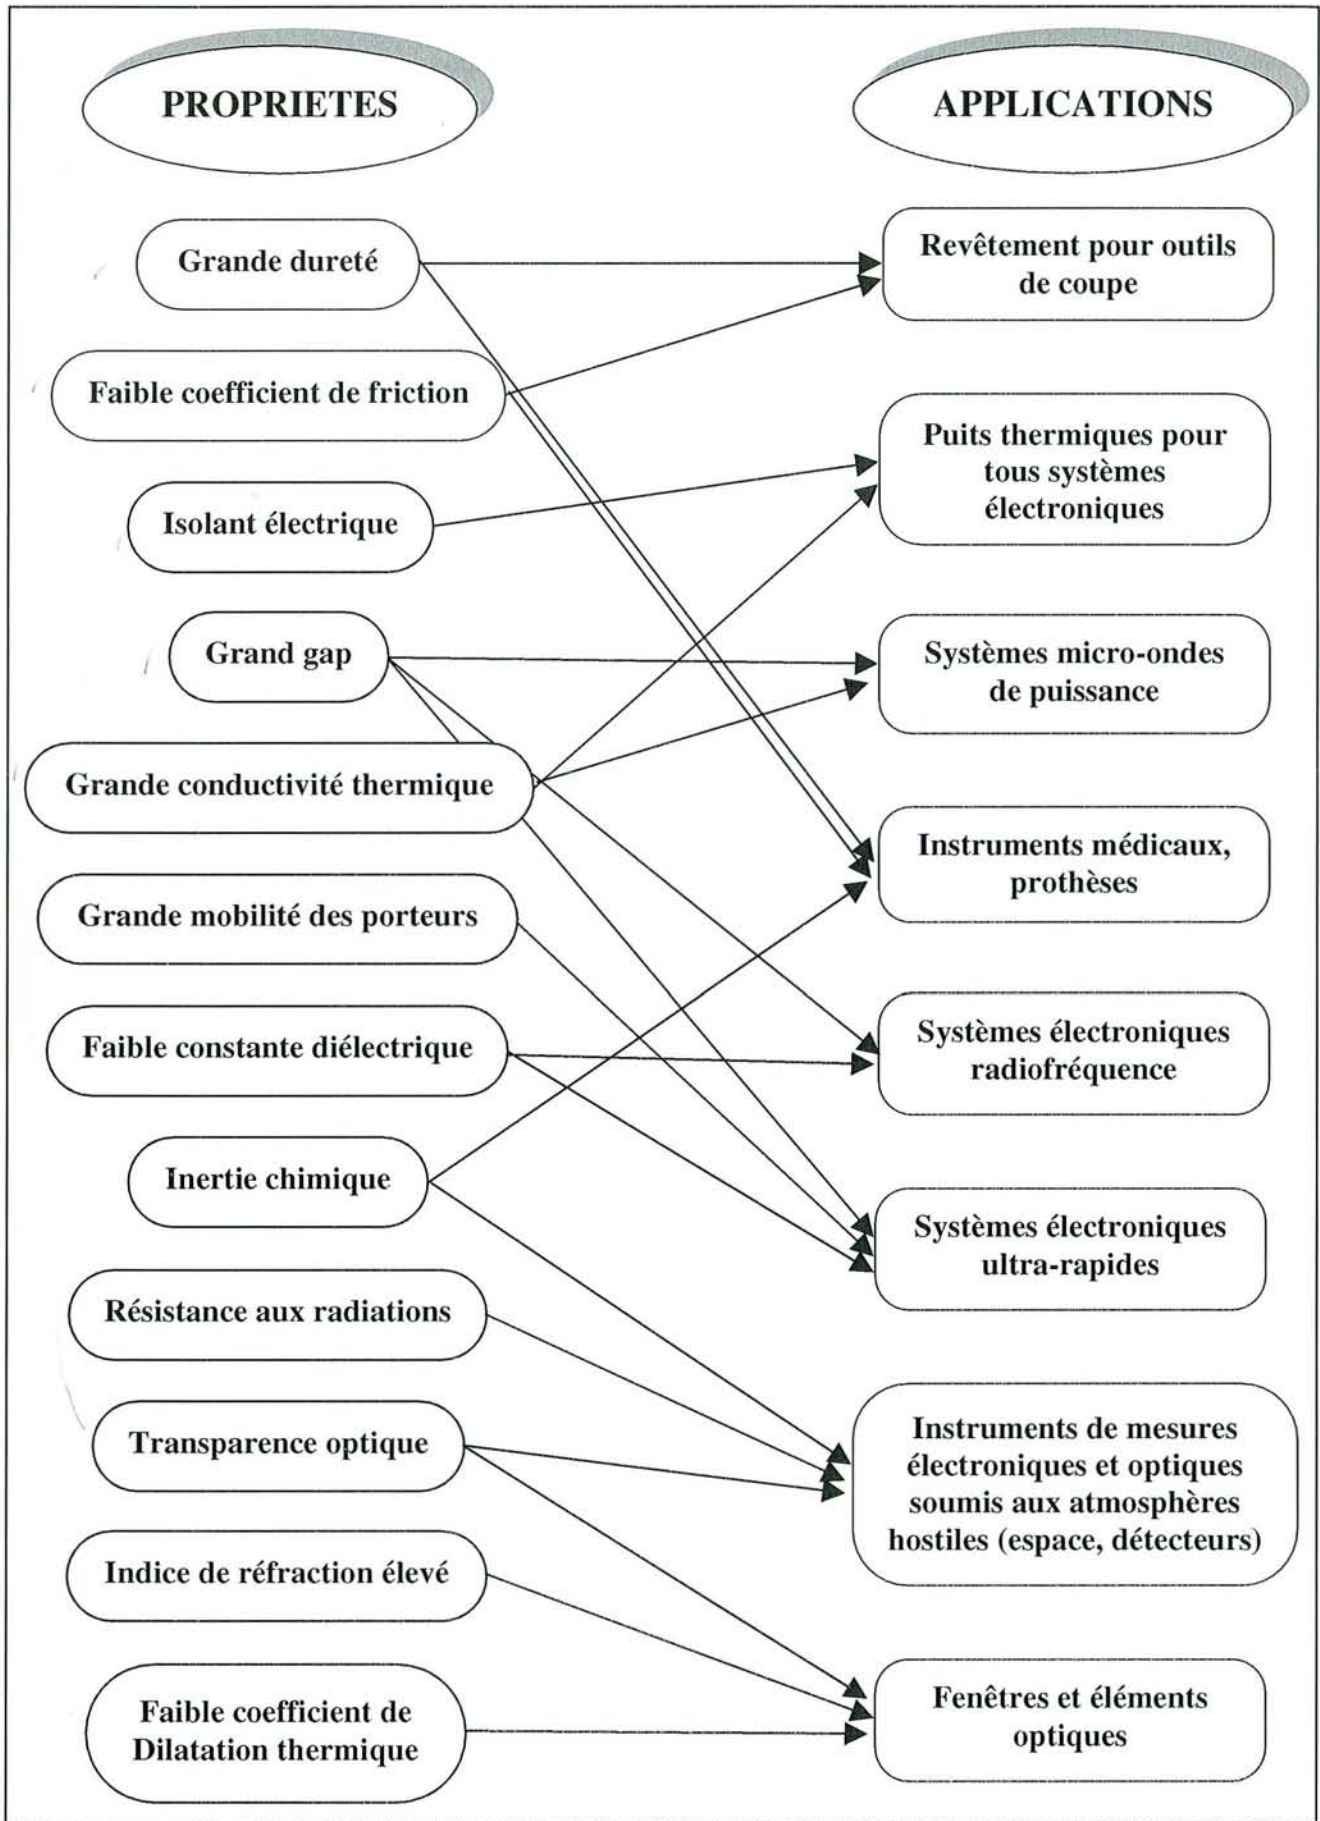 PROPRIETES
APPLICATIONS
Grande dureté
Faible coefficient de friction
Isolant électrique
Grand gap
Grande conductivité thermique
Grande mobilité des porteurs
Faible constante diélectrique
Inertie chimique
Résistance aux radiations
Transparence optique
Indice de réfraction élevé
Faible coefficient de
Dilatation thermique
Revêtement pour outils
de coupe
Puits thermiques pour
tous systèmes
électroniques
Systèmes micro-ondes
de puissance
Instruments médicaux,
prothèses
Systèmes électroniques
radiofréquence
Systèmes électroniques
ultra-rapides
Instruments de mesures
électroniques et optiques
soumis aux atmosphères
hostiles (espace, détecteurs)
Fenêtres et éléments
optiques